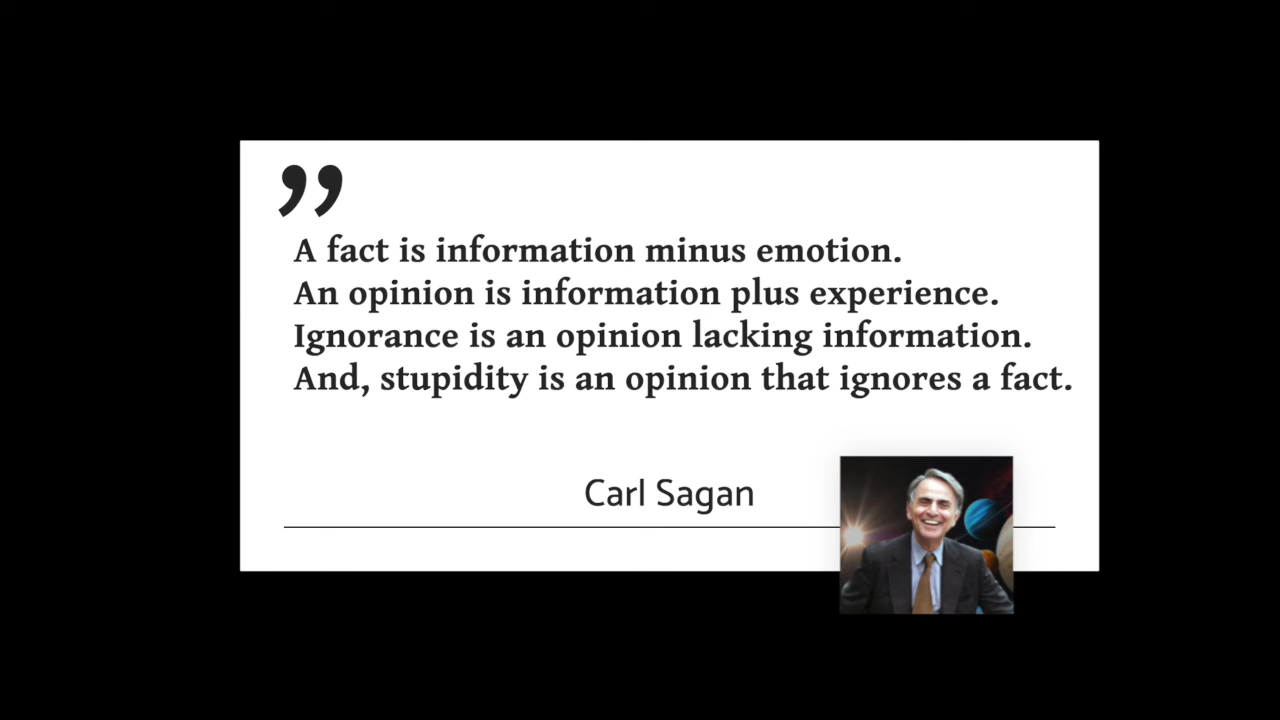 ”
A fact is information minus emotion.
An opinion is information plus experience.
Ignorance is an opinion lacking information.
And, stupidity is an opinion that ignores a fact.
Carl Sagan